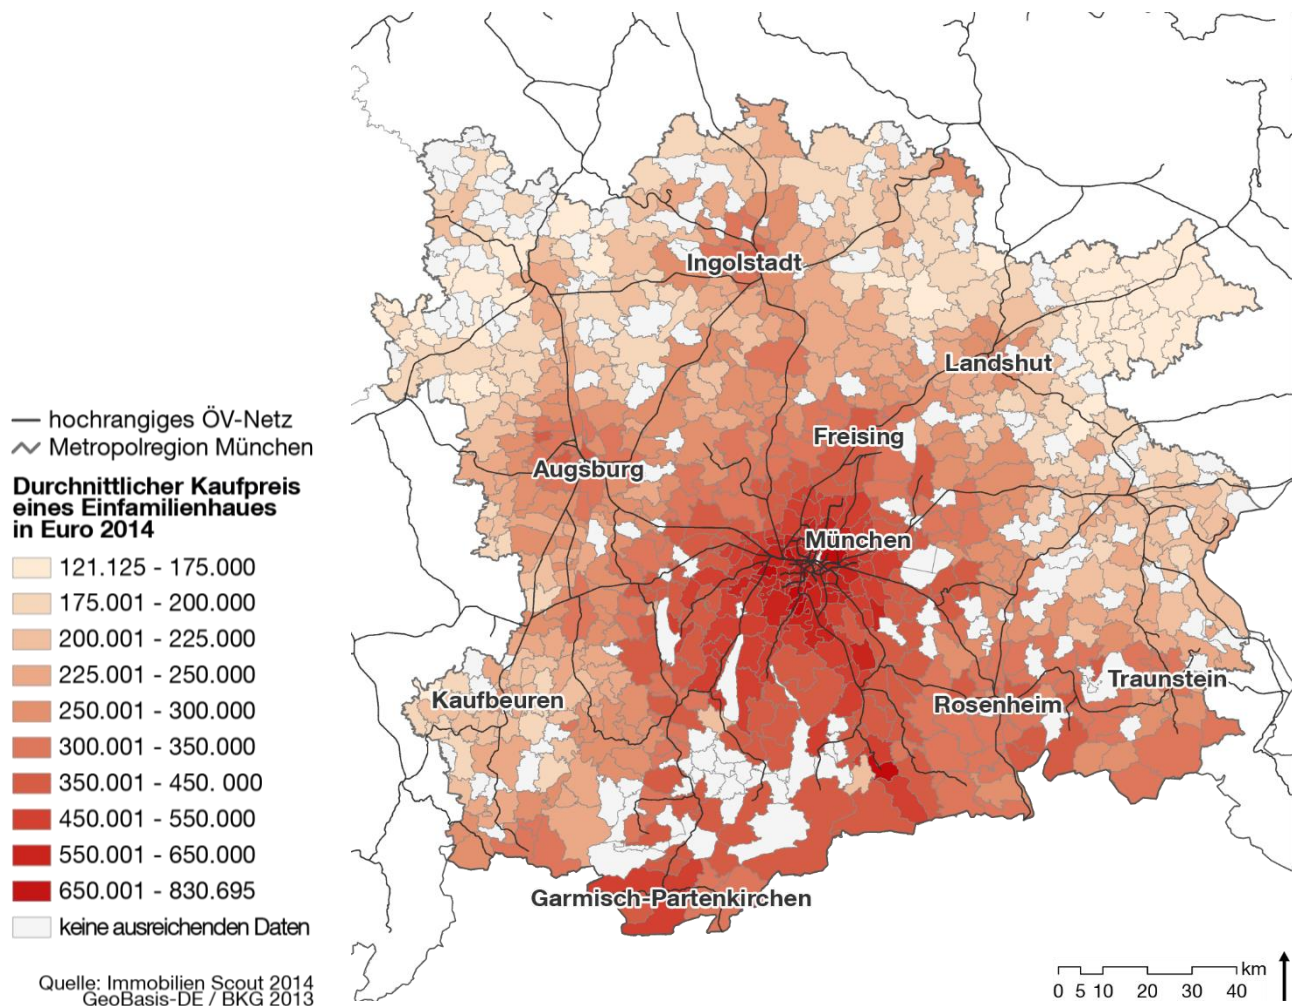 hochrangiges ÖV-Netz
Metropolregion München
Durchnittlicher Kaufpreis
eines Einfamilienhaues
in Euro 2014
121.125 - 175.000
175.001 - 200.000
200.001 - 225.000
225.001 - 250.000
250.001 - 300.000
300.001 - 350.000
350.001 - 450. 000
450.001 - 550.000
550.001 - 650.000
650.001 - 830.695
keine ausreichenden Daten
Quelle: Immobilien Scout 2014
GeoBasis-DE / BKG 2013
Ingolstadt
Landshut
Freising
Augsburg
München
Kaufbeuren
Traunstein
Rosenheim
Garmisch-Partenkirchen
km
0 5 10 20 30 40